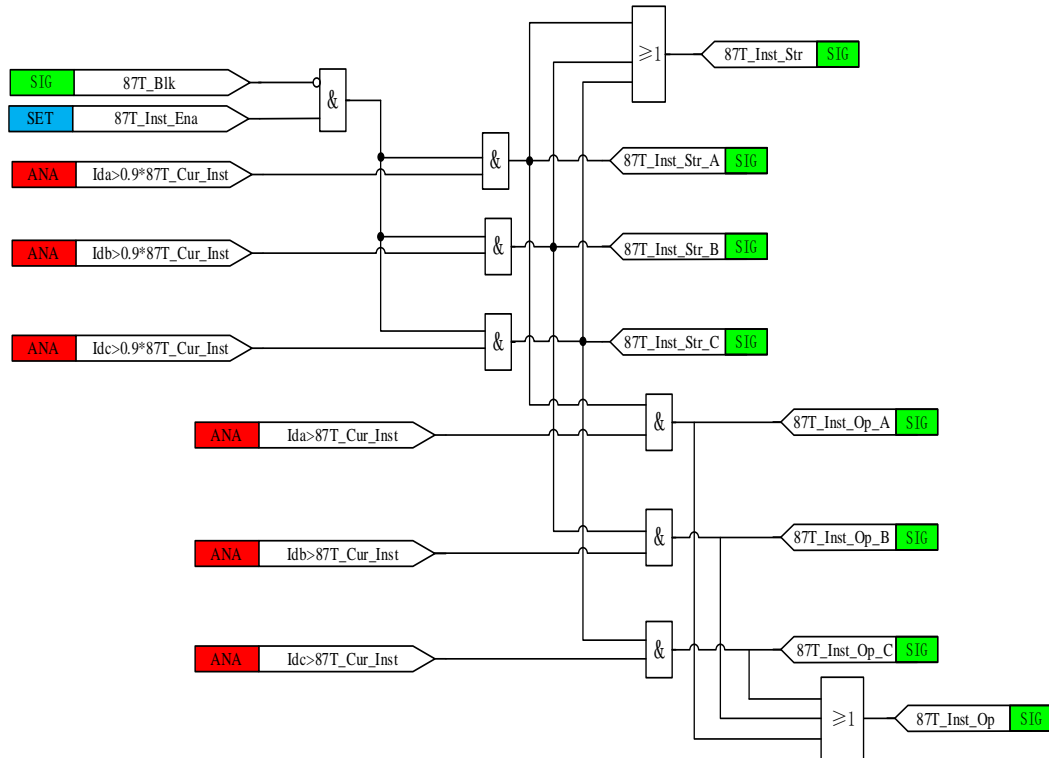 ≥1
87T_Inst_Str SIG
SIG 87T_Blk
&
SET 87T_Inst_Ena
ANA Ida>0.9*87T_Cur_Inst
&
87T_Inst_Str_A SIG
ANA Idb>0.9*87T_Cur_Inst
&
87T_Inst_Str_B SIG
ANA Idc>0.9*87T_Cur_Inst
&
87T_Inst_Str_C SIG
ANA Ida>87T_Cur_Inst
&
87T_Inst_Op_A SIG
ANA Idb>87T_Cur_Inst
&
87T_Inst_Op_B SIG
ANA Idc>87T_Cur_Inst
&
87T_Inst_Op_C SIG
≥1
87T_Inst_Op SIG